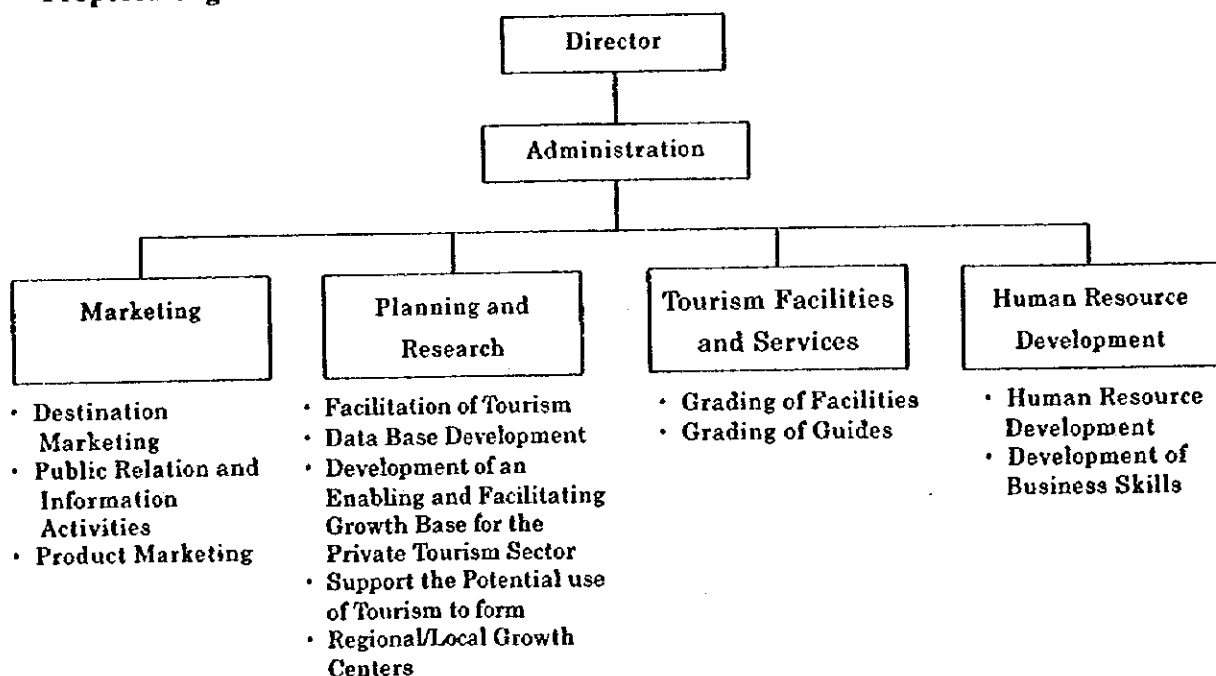 Director
Administration
Marketing
Planning and
Research
Tourism Facilities
and Services
Human Resource
Development
· Destination
Marketing
· Public Relation and
Information
Activities
· Product Marketing
· Facilitation of Tourism
· Data Base Development
· Development of an
Enabling and Facilitating
Growth Base for the
Private Tourism Sector
· Support the Potential use
of Tourism to form
· Regional/Local Growth
Centers
· Grading of Facilities
· Grading of Guides
· Human Resource
Development
· Development of
Business Skills